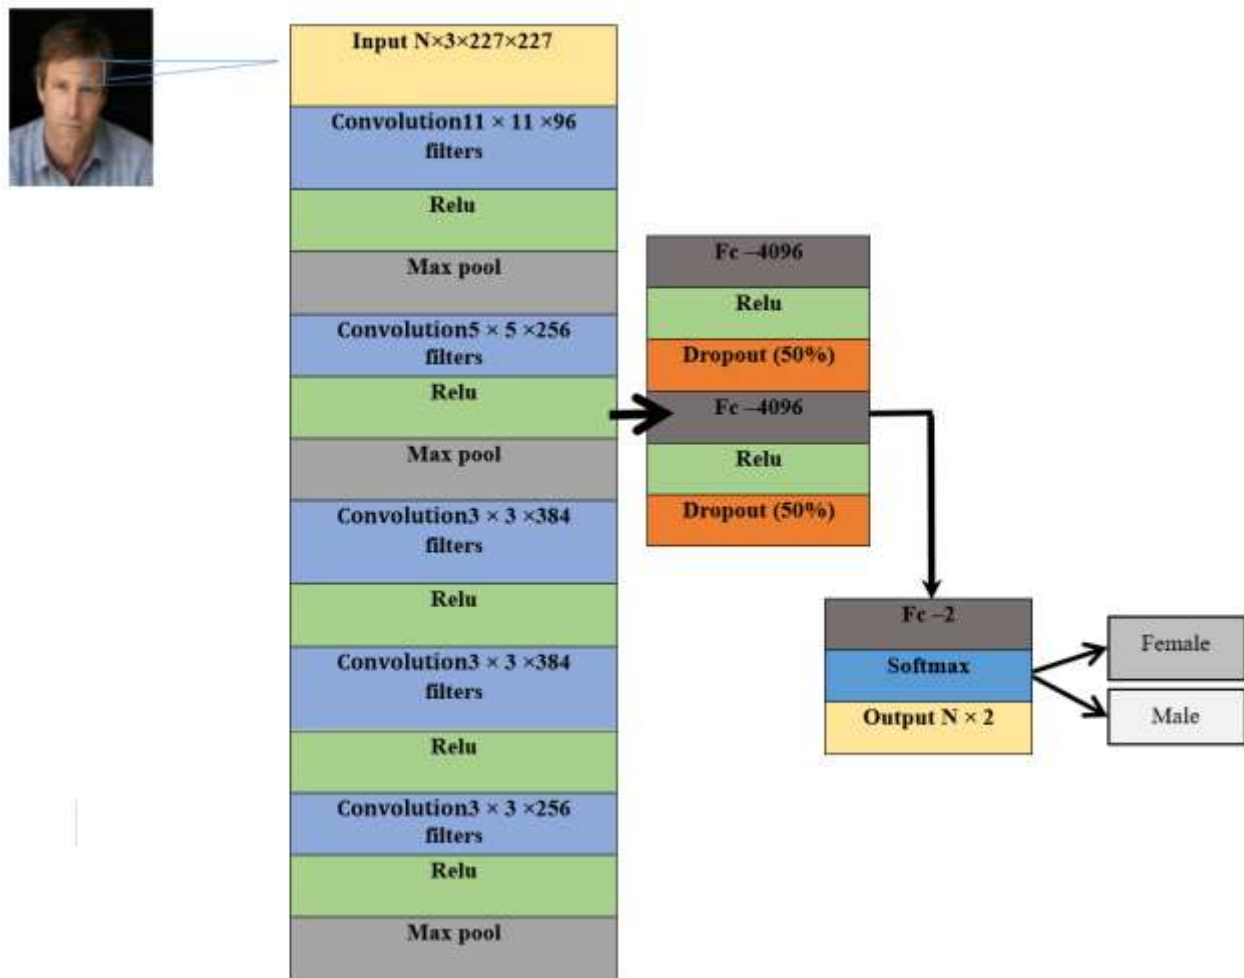 Input N×3×227×227
Convolution11 × 11 ×96
filters
Relu
Max pool
Convolution5 × 5 ×256
filters
Relu
Max pool
Convolution3 × 3 ×384
filters
Relu
Convolution3 × 3 ×384
filters
Relu
Convolution3 × 3 ×256
filters
Relu
Max pool
Fc –4096
Relu
Dropout (50%)
Fc –4096
Relu
Dropout (50%)
Fc –2
Softmax
Output N × 2
Female
Male